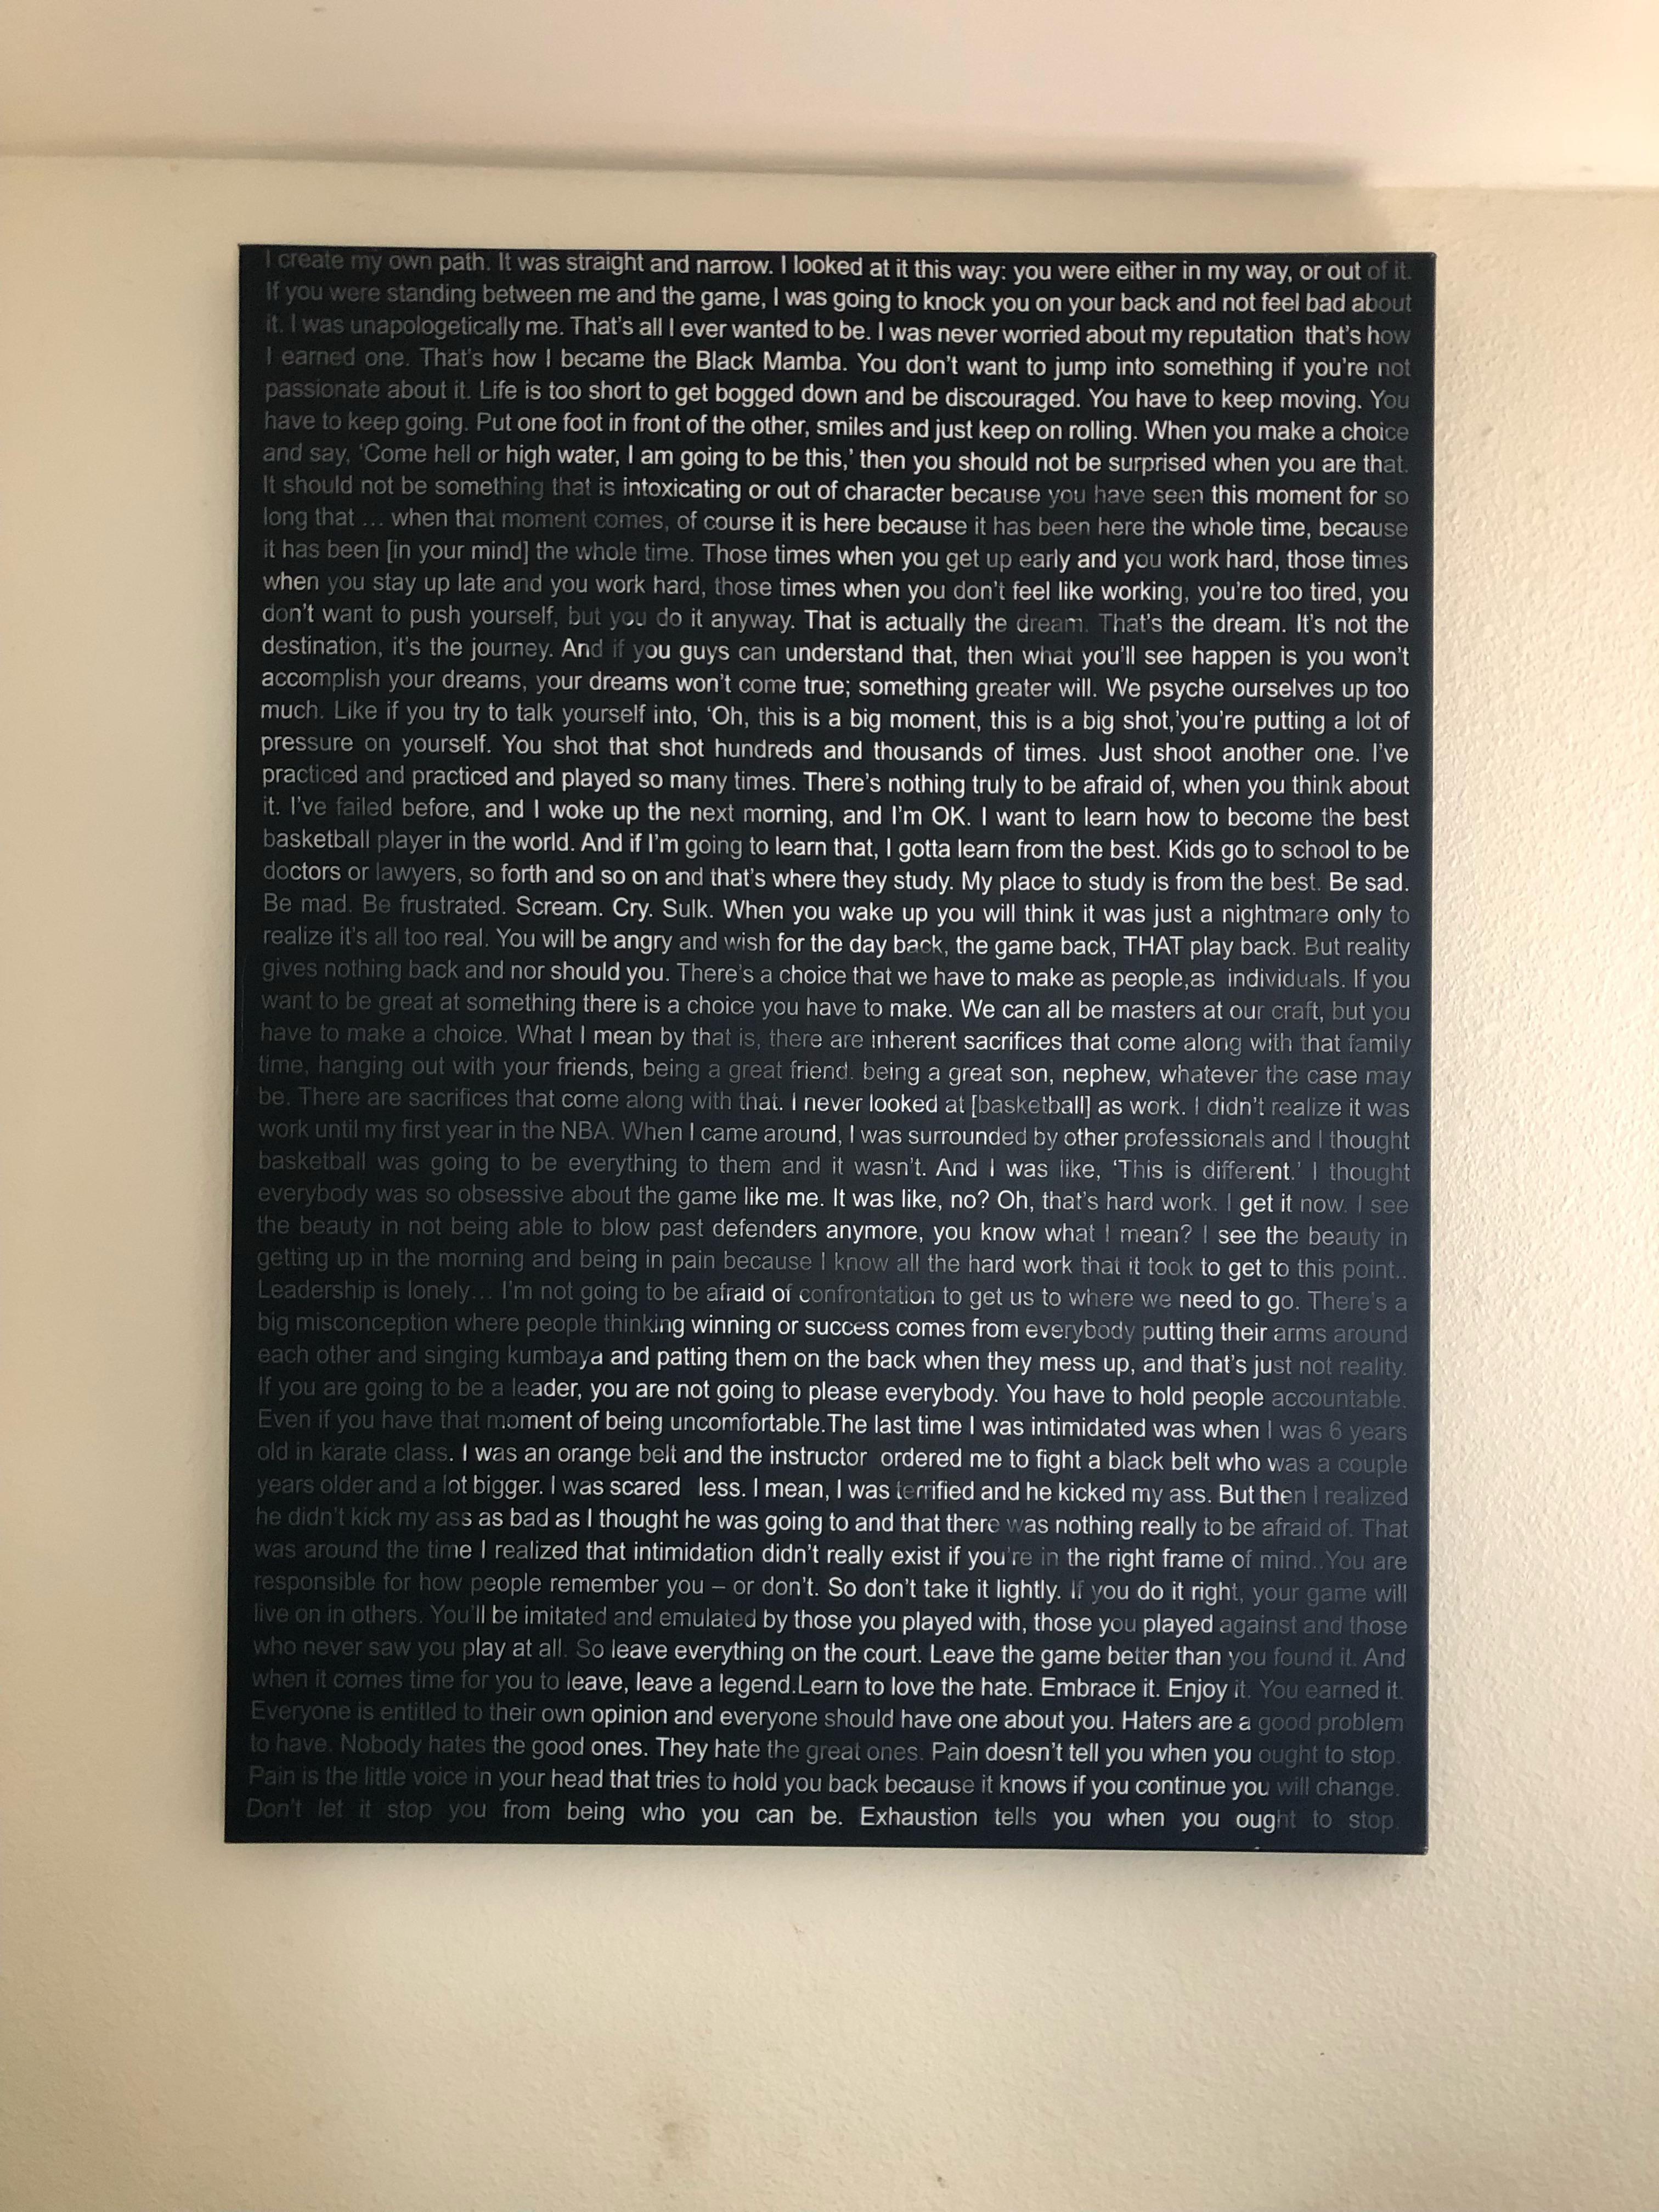 I create my own path. It was straight and narrow. I looked at it this way: you were either in my way, or out of it.
If you were standing between me and the game, I was going to knock you on your back and not feel bad about
it. I was unapologetically me. That’s all I ever wanted to be. I was never worried about my reputation that’s how
I earned one. That’s how I became the Black Mamba. You don’t want to jump into something if you’re not
passionate about it. Life is too short to get bogged down and be discouraged. You have to keep moving. You
have to keep going. Put one foot in front of the other, smiles and just keep on rolling. When you make a choice
and say, ‘Come hell or high water, I am going to be this,’ then you should not be surprised when you are that.
It should not be something that is intoxicating or out of character because you have seen this moment for so
long that ... when that moment comes, of course it is here because it has been here the whole time, because
it has been [in your mind] the whole time. Those times when you get up early and you work hard, those times
when you stay up late and you work hard, those times when you don’t feel like working, you’re too tired, you
don’t want to push yourself, but you do it anyway. That is actually the dream. That’s the dream. It’s not the
destination, it’s the journey. And if you guys can understand that, then what you’ll see happen is you won’t
accomplish your dreams, your dreams won’t come true; something greater will. We psyche ourselves up too
much. Like if you try to talk yourself into, ‘Oh, this is a big moment, this is a big shot,’you’re putting a lot of
pressure on yourself. You shot that shot hundreds and thousands of times. Just shoot another one. I’ve
practiced and practiced and played so many times. There’s nothing truly to be afraid of, when you think about
it. I’ve failed before, and I woke up the next morning, and I’m OK. I want to learn how to become the best
basketball player in the world. And if I’m going to learn that, I gotta learn from the best. Kids go to school to be
doctors or lawyers, so forth and so on and that’s where they study. My place to study is from the best. Be sad.
Be mad. Be frustrated. Scream. Cry. Sulk. When you wake up you will think it was just a nightmare only to
realize it’s all too real. You will be angry and wish for the day back, the game back, THAT play back. But reality
gives nothing back and nor should you. There’s a choice that we have to make as people,as individuals. If you
want to be great at something there is a choice you have to make. We can all be masters at our craft, but you
have to make a choice. What I mean by that is, there are inherent sacrifices that come along with that family
time, hanging out with your friends, being a great friend. being a great son, nephew, whatever the case may
be. There are sacrifices that come along with that. I never looked at [basketball] as work. I didn’t realize it was
work until my first year in the NBA. When I came around, I was surrounded by other professionals and I thought
basketball was going to be everything to them and it wasn’t. And I was like, ‘This is different.’ I thought
everybody was so obsessive about the game like me. It was like, no? Oh, that’s hard work. I get it now. I see
the beauty in not being able to blow past defenders anymore, you know what I mean? I see the beauty in
getting up in the morning and being in pain because I know all the hard work that it took to get to this point..
Leadership is lonely... I’m not going to be afraid of confrontation to get us to where we need to go. There’s a
big misconception where people thinking winning or success comes from everybody putting their arms around
each other and singing kumbaya and patting them on the back when they mess up, and that’s just not reality.
If you are going to be a leader, you are not going to please everybody. You have to hold people accountable.
Even if you have that moment of being uncomfortable.The last time I was intimidated was when I was 6 years
old in karate class. I was an orange belt and the instructor ordered me to fight a black belt who was a couple
years older and a lot bigger. I was scared less. I mean, I was terrified and he kicked my ass. But then I realized
he didn’t kick my ass as bad as I thought he was going to and that there was nothing really to be afraid of. That
was around the time I realized that intimidation didn’t really exist if you’re in the right frame of mind..You are
responsible for how people remember you – or don’t. So don’t take it lightly. If you do it right, your game will
live on in others. You’ll be imitated and emulated by those you played with, those you played against and those
who never saw you play at all. So leave everything on the court. Leave the game better than you found it. And
when it comes time for you to leave, leave a legend.Learn to love the hate. Embrace it. Enjoy it. You earned it.
Everyone is entitled to their own opinion and everyone should have one about you. Haters are a good problem
to have. Nobody hates the good ones. They hate the great ones. Pain doesn’t tell you when you ought to stop.
Pain is the little voice in your head that tries to hold you back because it knows if you continue you will change.
Don’t let it stop you from being who you can be. Exhaustion tells you when you ought to stop.